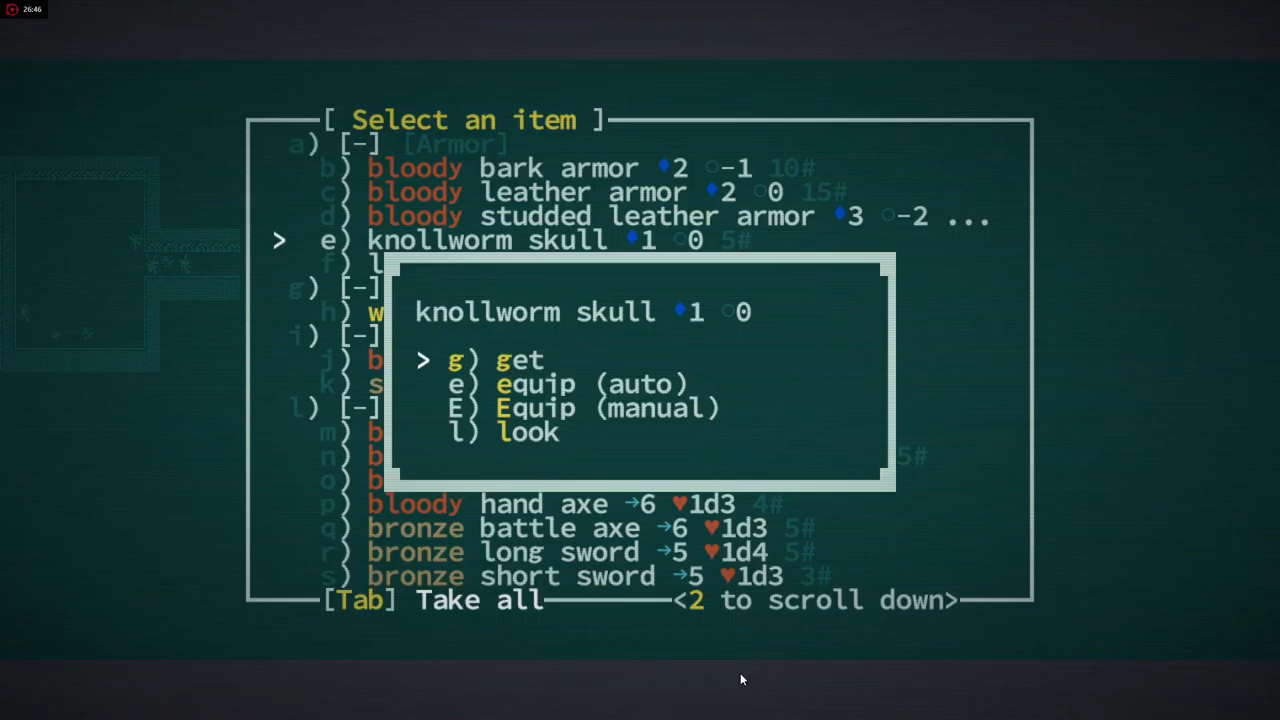 26:46
[ Select an item ]
a) [-] [Armor]
b) bloody bark armor ♦2 ○-1 10#
c) bloody leather armor ♦2 ○0 15#
d) bloody studded leather armor ♦3 ○-2 ...
> e) knollworm skull ♦1 ○0 5#
f) l
g) [-]
h) w
i) [-]
j) b
k) s
l) [-]
m) b
n) b 5#
o) b
knollworm skull ♦1 ○0
> g) get
e) equip (auto)
E) Equip (manual)
l) look
p) bloody hand axe →6 ♥1d3 4#
q) bronze battle axe →6 ♥1d3 5#
r) bronze long sword →5 ♥1d4 5#
s) bronze short sword →5 ♥1d3 3#
[Tab] Take all <2 to scroll down>